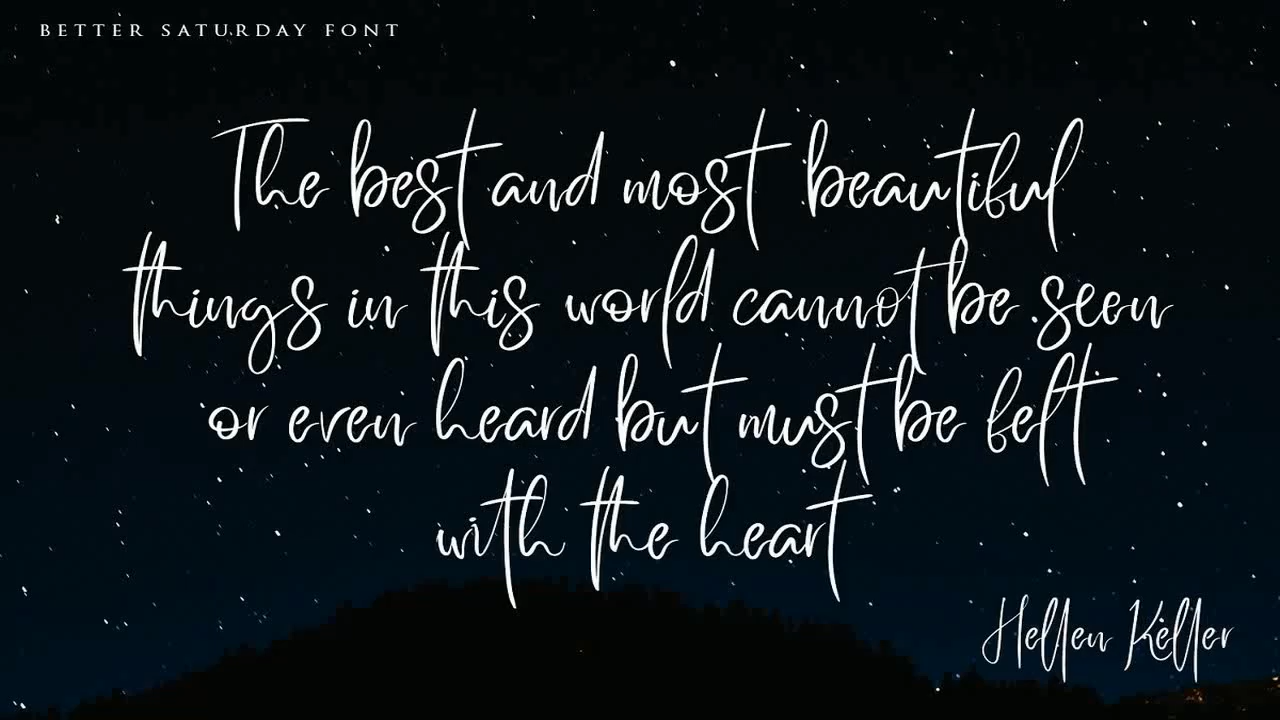 BETTER SATURDAY FONT
The best and most beautiful
things in this world cannot be seen
or even heard but must be felt
with the heart
Hellen Keller